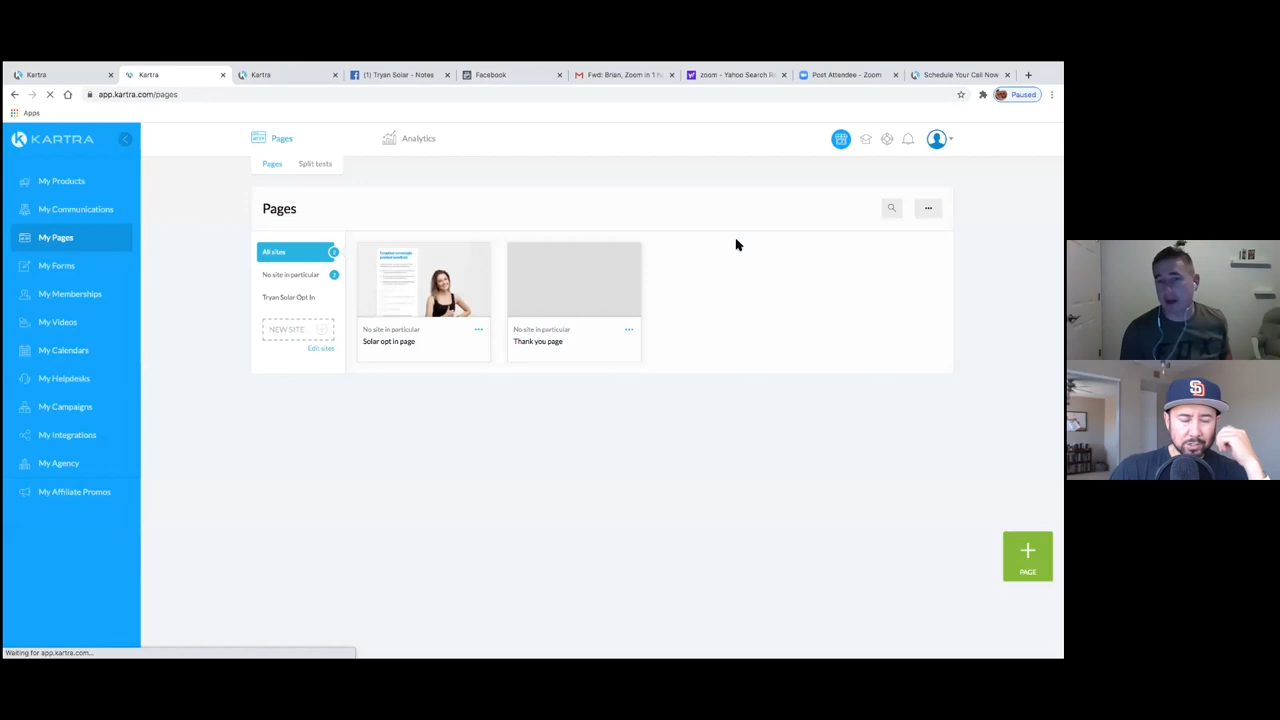 Kartra
Kartra
Kartra
(1) Tryan Solar - Notes
Facebook
Fwd: Brian, Zoom in 1 h
zoom - Yahoo Search R
Post Attendee - Zoom
Schedule Your Call Now
app.kartra.com/pages
Paused
Apps
KARTRA
Pages
Analytics
My Products
Pages
Split tests
My Communications
Pages
My Pages
All sites
2
My Forms
No site in particular
2
My Memberships
Tryan Solar Opt In
My Videos
NEW SITE
No site in particular
No site in particular
Edit sites
Solar opt in page
Thank you page
My Calendars
My Helpdesks
My Campaigns
My Integrations
My Agency
My Affiliate Promos
PAGE
Waiting for app.kartra.com...